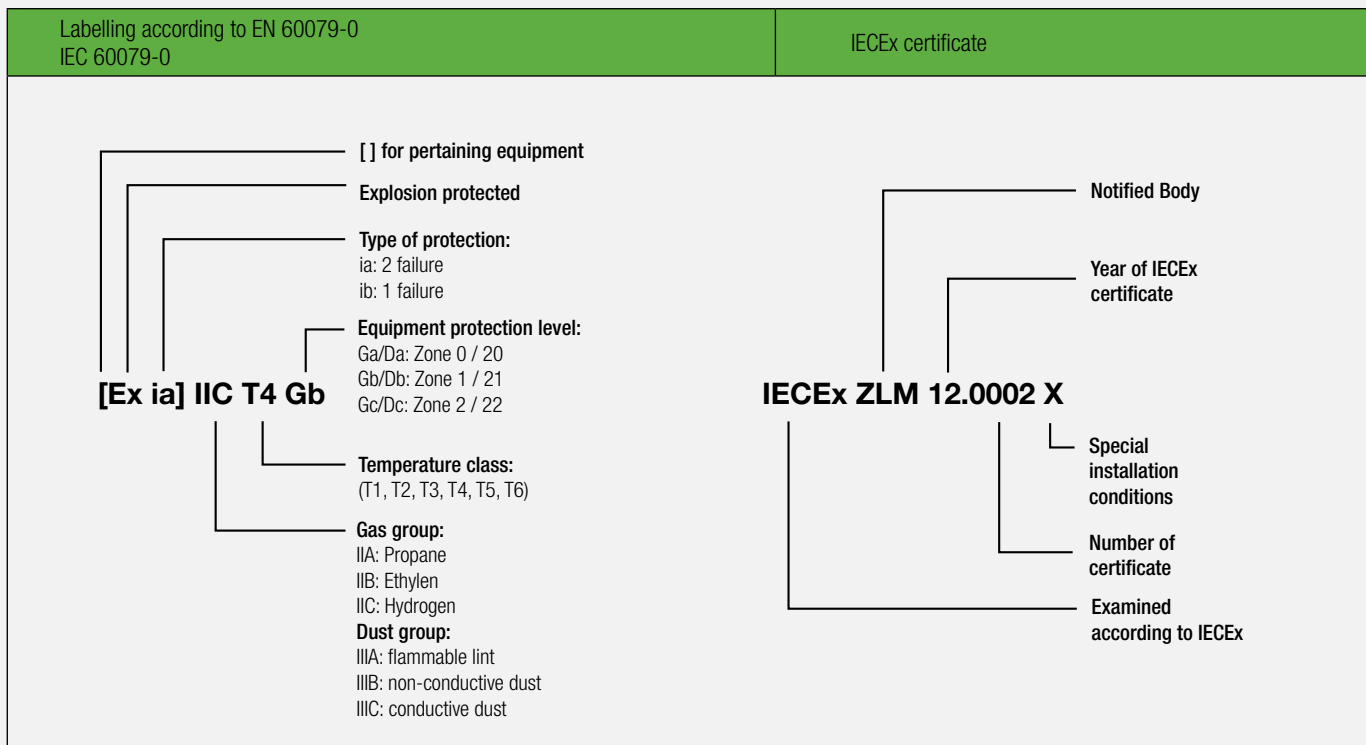 Labelling according to EN 60079-0
IEC 60079-0
IECEx certificate
[ ] for pertaining equipment
Explosion protected
Type of protection:
ia: 2 failure
ib: 1 failure
Equipment protection level:
Ga/Da: Zone 0 / 20
Gb/Db: Zone 1 / 21
Gc/Dc: Zone 2 / 22
[Ex ia] IIC T4 Gb
Temperature class:
(T1, T2, T3, T4, T5, T6)
Gas group:
IIA: Propane
IIB: Ethylen
IIC: Hydrogen
Dust group:
IIIA: flammable lint
IIIB: non-conductive dust
IIIC: conductive dust
Notified Body
Year of IECEx
certificate
IECEx ZLM 12.0002 X
Special
installation
conditions
Number of
certificate
Examined
according to IECEx